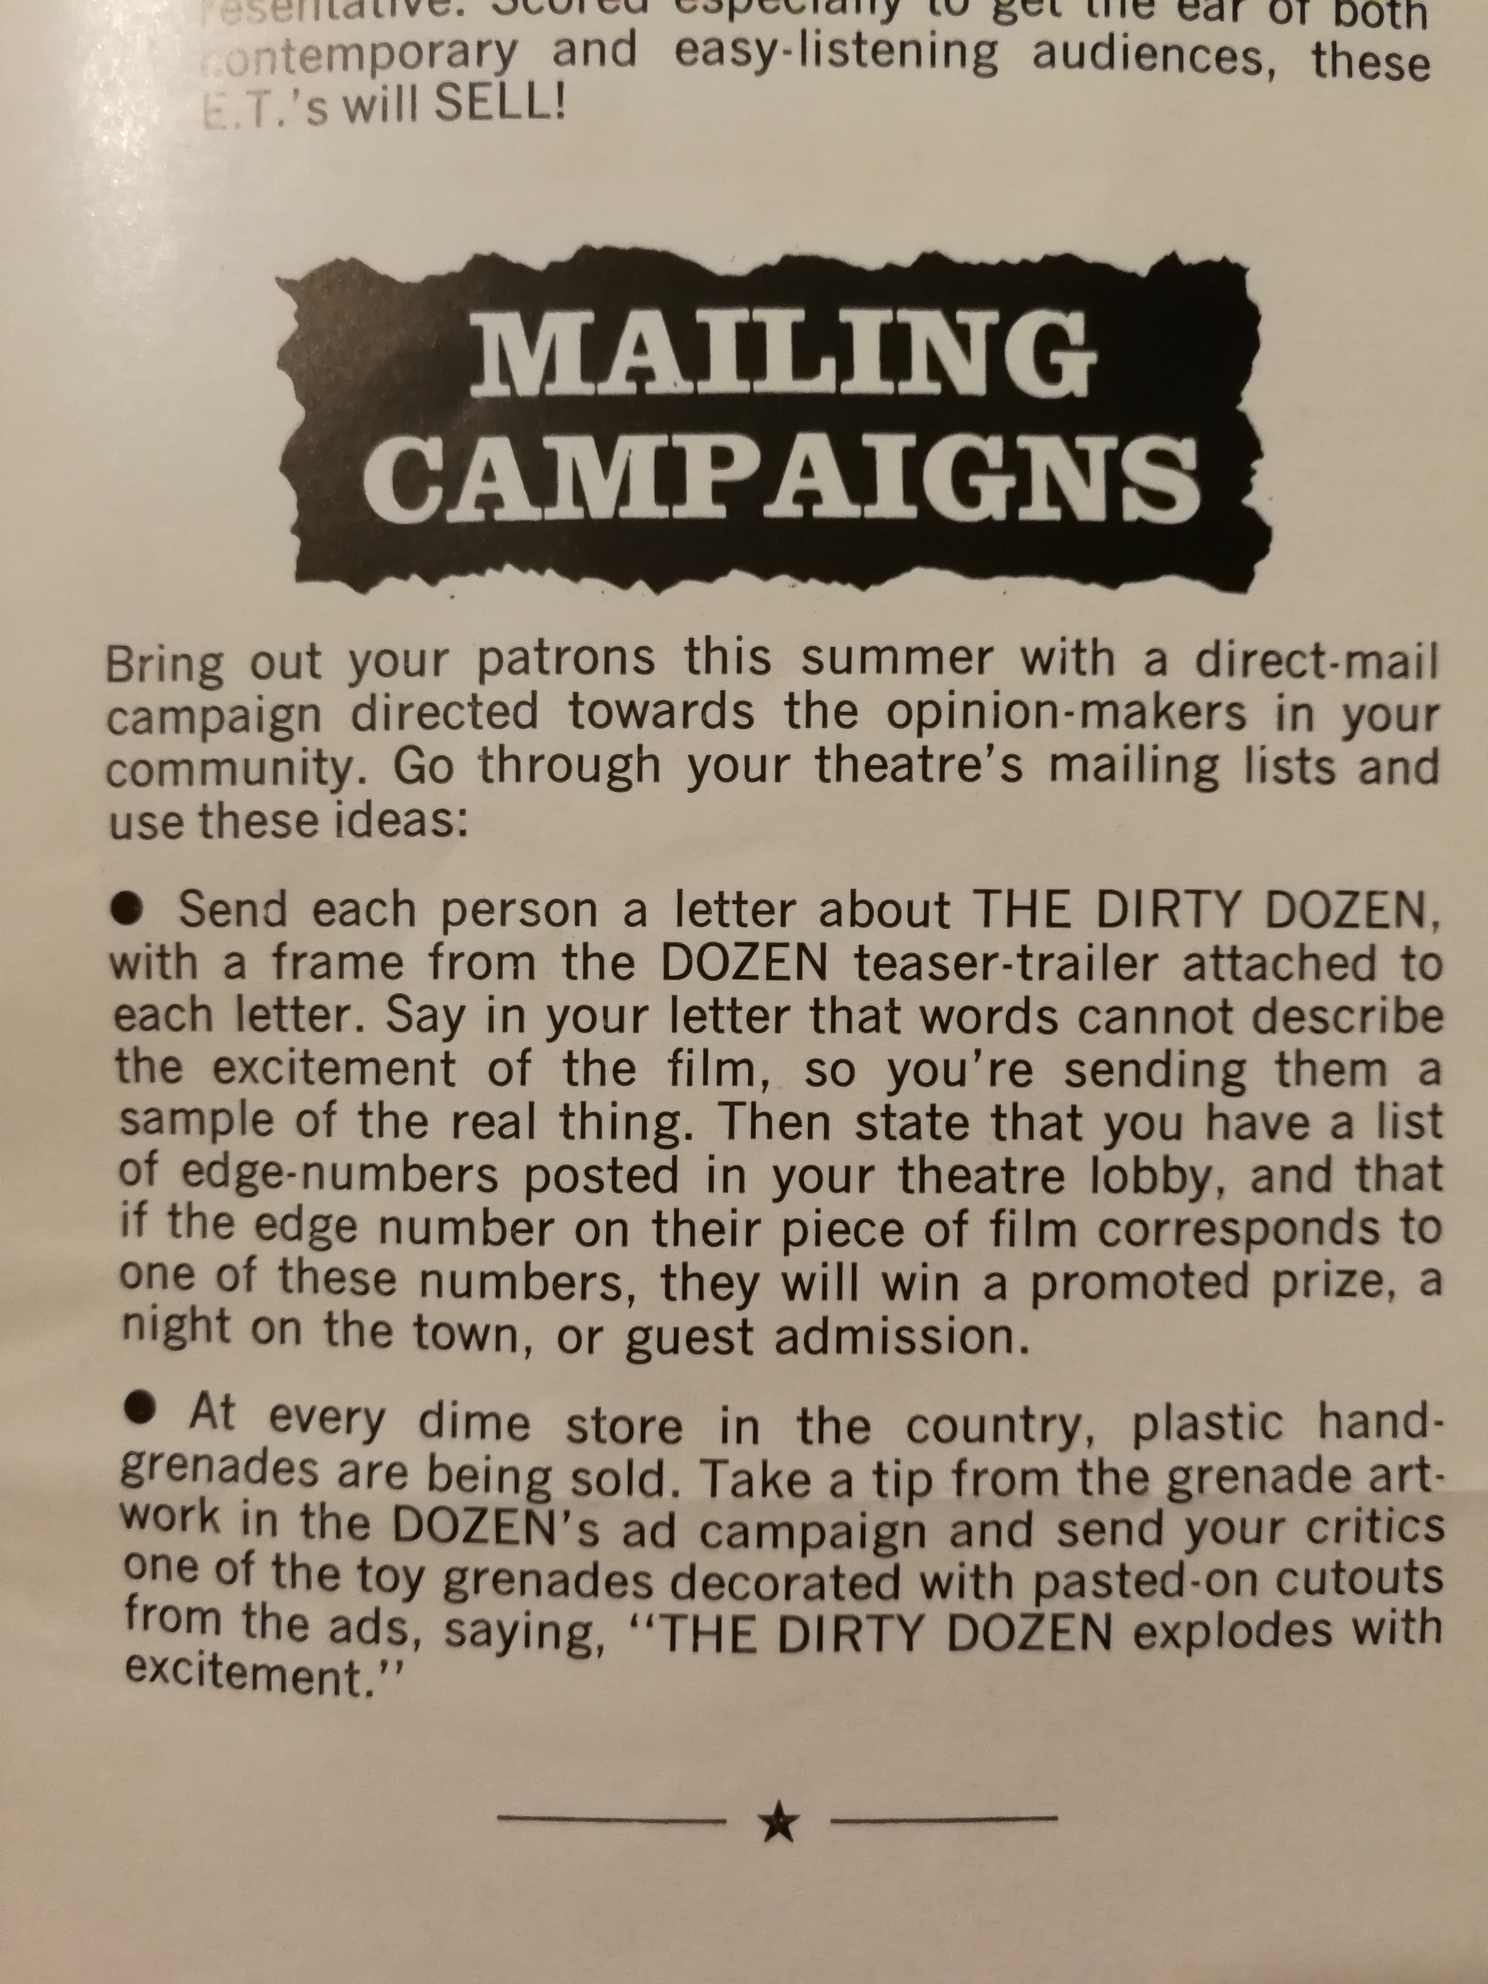 resentative. Scored especially to get the ear of both
contemporary and easy-listening audiences, these
E.T.'s will SELL!
MAILING
CAMPAIGNS
Bring out your patrons this summer with a direct-mail
campaign directed towards the opinion-makers in your
community. Go through your theatre's mailing lists and
use these ideas:
● Send each person a letter about THE DIRTY DOZEN,
with a frame from the DOZEN teaser-trailer attached to
each letter. Say in your letter that words cannot describe
the excitement of the film, so you're sending them a
sample of the real thing. Then state that you have a list
of edge-numbers posted in your theatre lobby, and that
if the edge number on their piece of film corresponds to
one of these numbers, they will win a promoted prize, a
night on the town, or guest admission.
● At every dime store in the country, plastic hand-
grenades are being sold. Take a tip from the grenade art-
work in the DOZEN's ad campaign and send your critics
one of the toy grenades decorated with pasted-on cutouts
from the ads, saying, "THE DIRTY DOZEN explodes with
excitement."